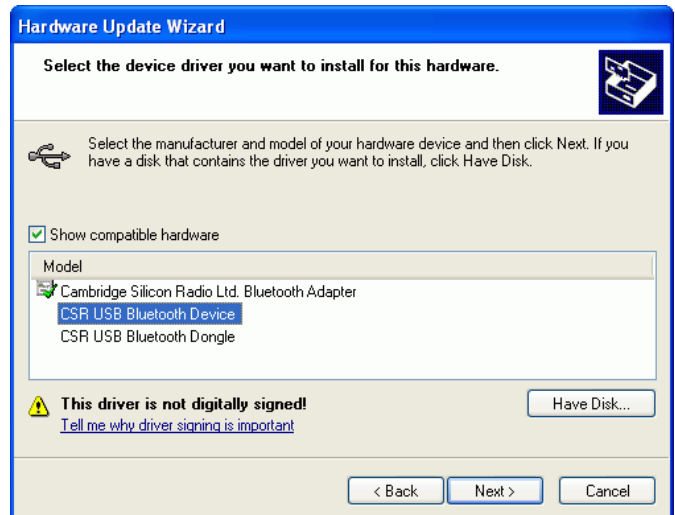 Hardware Update Wizard
Select the device driver you want to install for this hardware.
Select the manufacturer and model of your hardware device and then click Next. If you
have a disk that contains the driver you want to install, click Have Disk.
Show compatible hardware
Model
Cambridge Silicon Radio Ltd. Bluetooth Adapter
CSR USB Bluetooth Device
CSR USB Bluetooth Dongle
This driver is not digitally signed!
Have Disk...
Tell me why driver signing is important
< Back
Next >
Cancel